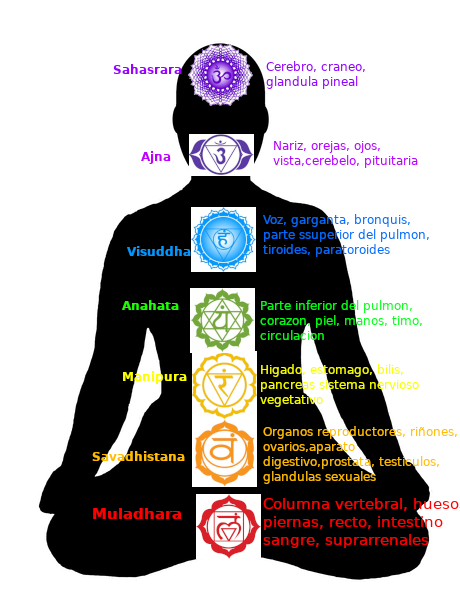 Sahasrara
Cerebro, craneo,
glandula pineal
Ajna
Nariz, orejas, ojos,
vista,cerebelo, pituitaria
ॐ
Visuddha
Voz, garganta, bronquis,
parte ssuperior del pulmon,
tiroides, paratoroides
हं
Anahata
Parte inferior del pulmon,
corazon, piel, manos, timo,
circulacion
यं
Manipura
Higado, estomago, bilis,
pancreas sistema nervioso
vegetativo
रं
Savadhistana
Organos reproductores, riñones,
ovarios,aparato
digestivo,prostata, testiculos,
glandulas sexuales
वं
Muladhara
Columna vertebral, hueso
piernas, recto, intestino
sangre, suprarrenales
लं